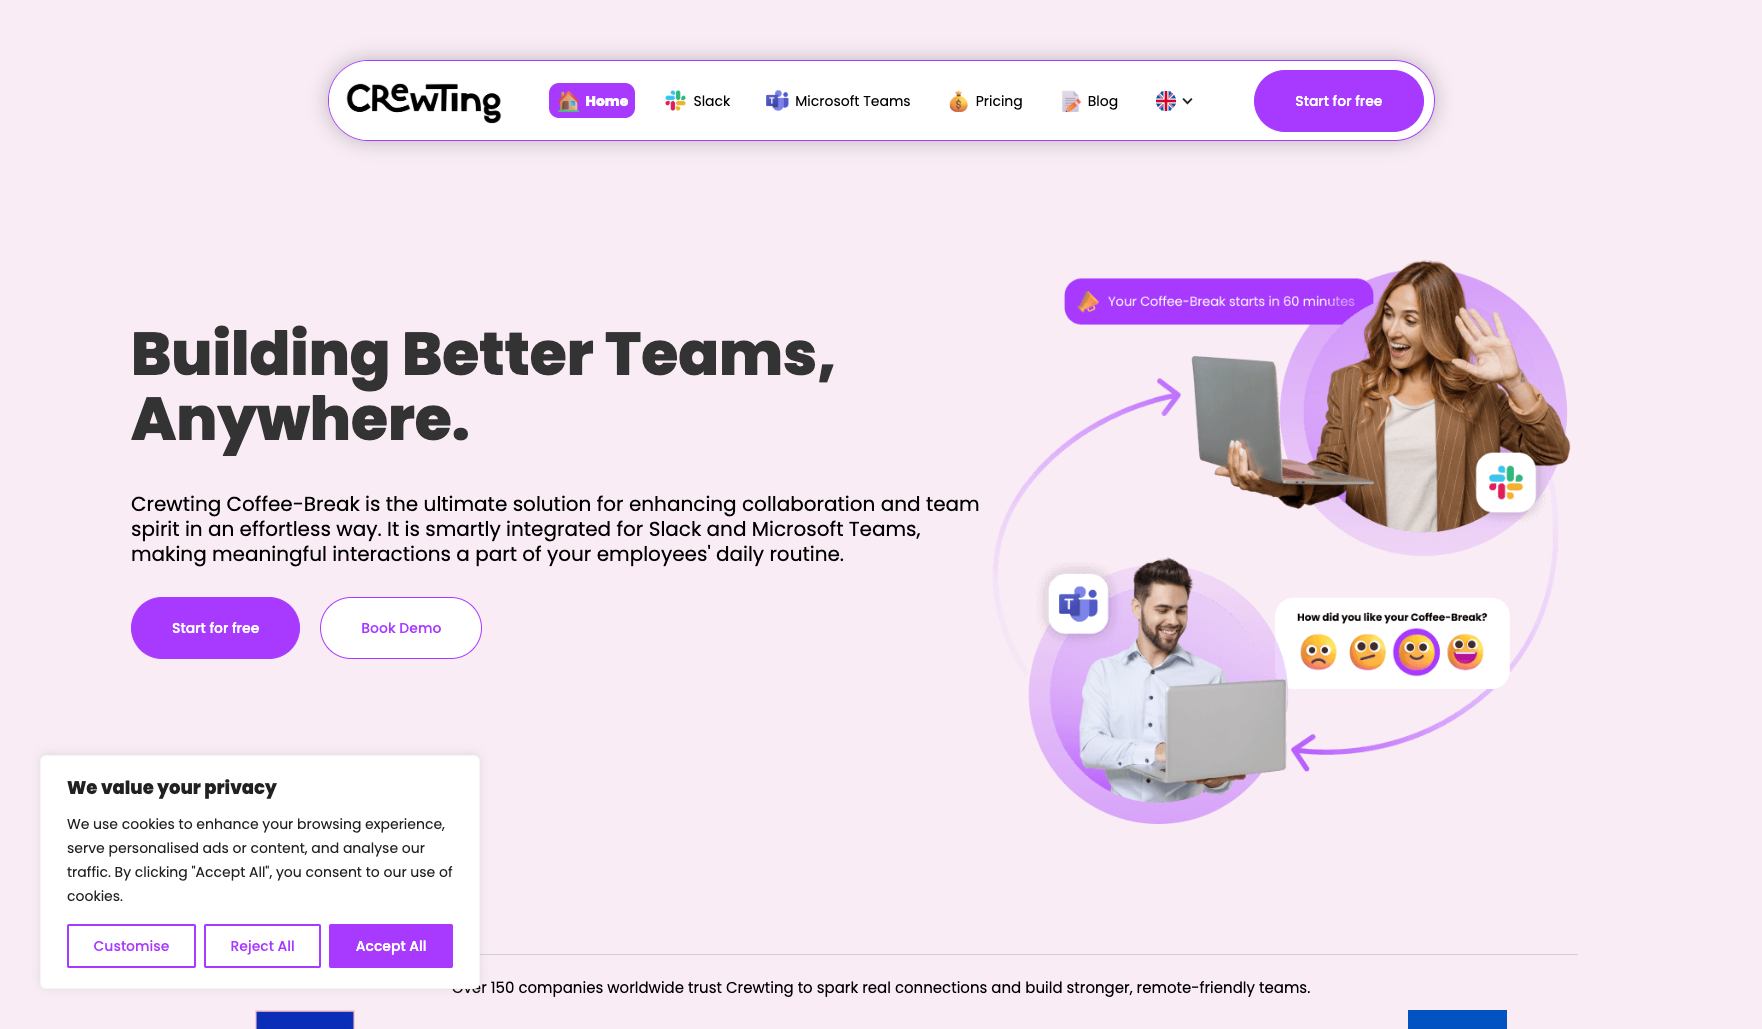 CREWTing
Home
Slack
Microsoft Teams
Pricing
Blog
Start for free
Your Coffee-Break starts in 60 minutes
Building Better Teams,
Anywhere.
Crewting Coffee-Break is the ultimate solution for enhancing collaboration and team
spirit in an effortless way. It is smartly integrated for Slack and Microsoft Teams,
making meaningful interactions a part of your employees' daily routine.
Start for free
Book Demo
T
How did you like your Coffee-Break?
We value your privacy
We use cookies to enhance your browsing experience,
serve personalised ads or content, and analyse our
traffic. By clicking "Accept All", you consent to our use of
cookies.
Customise
Reject All
Accept All
Over 150 companies worldwide trust Crewting to spark real connections and build stronger, remote-friendly teams.